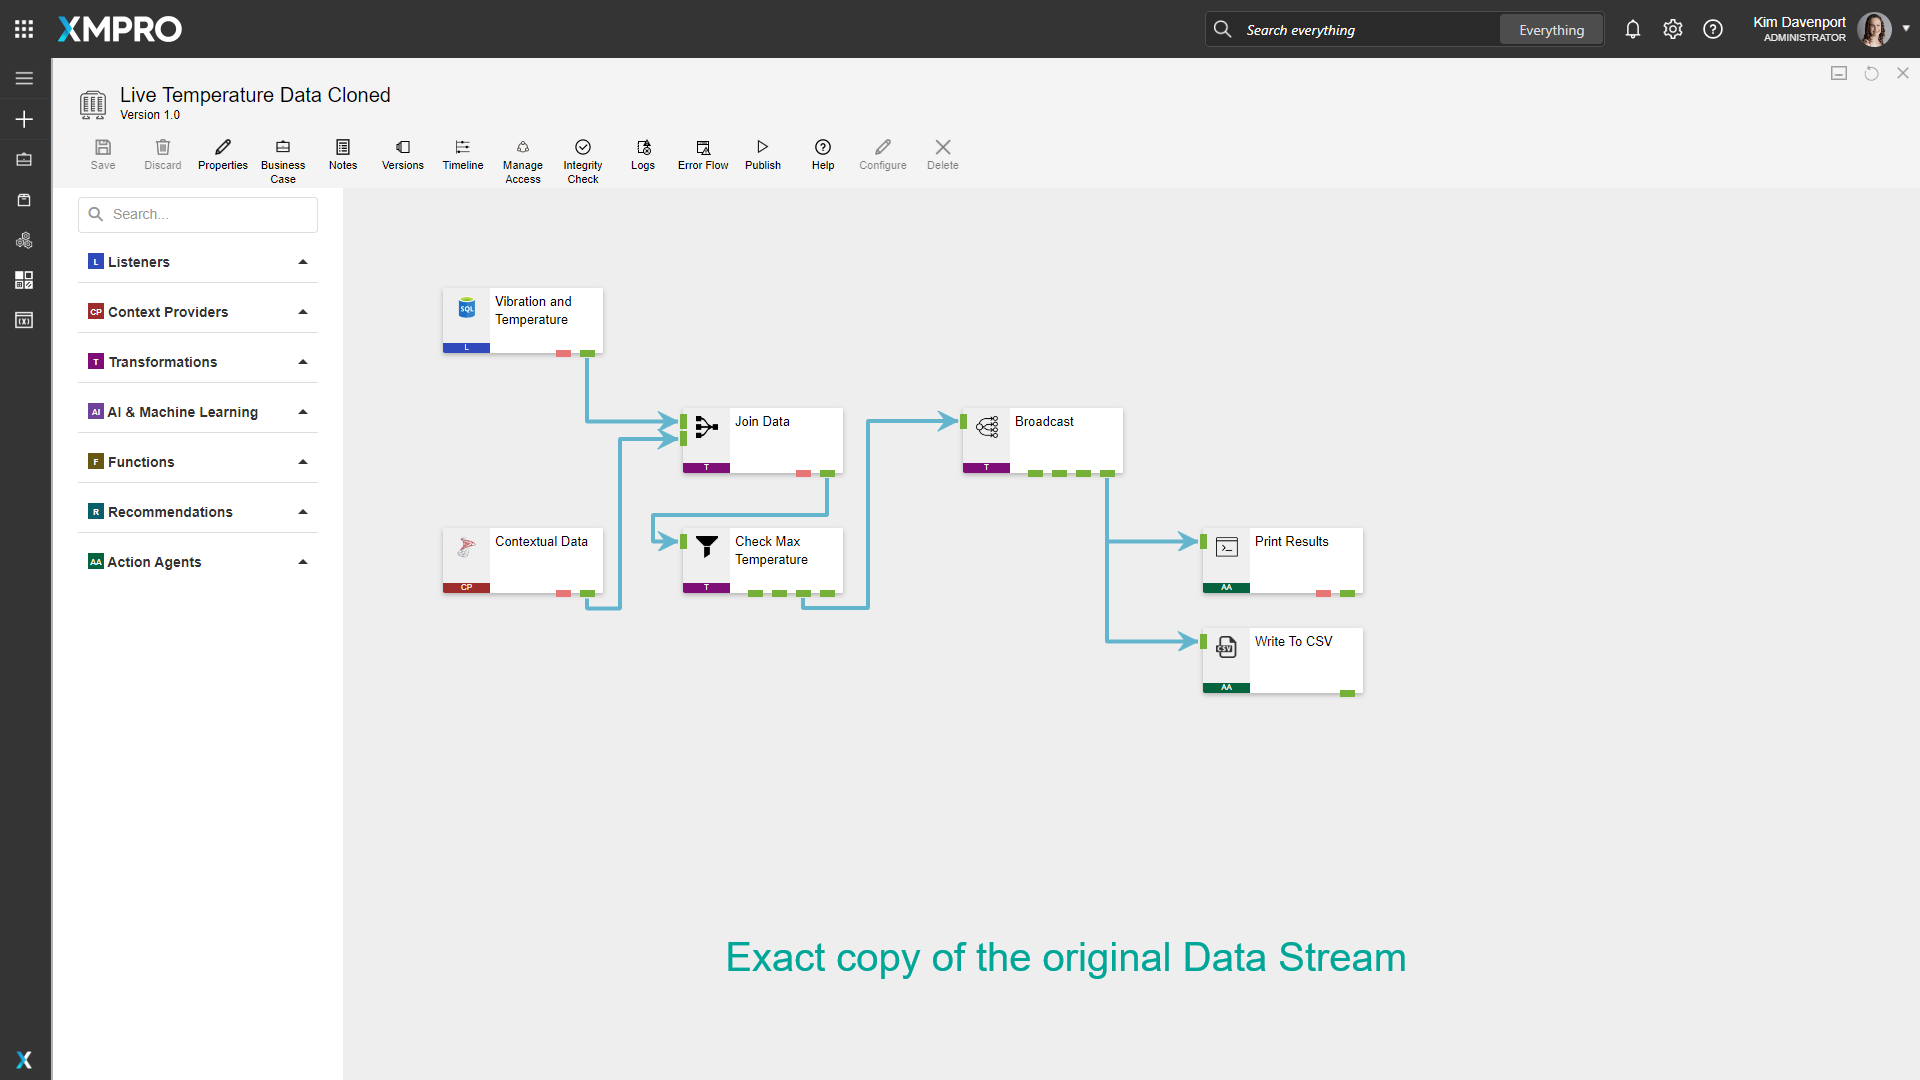 XMPRO
Search everything
Everything
Kim Davenport
ADMINISTRATOR
Live Temperature Data Cloned
Version 1.0
Save
Discard
Properties
Business Case
Notes
Versions
Timeline
Manage Access
Integrity Check
Logs
Error Flow
Publish
Help
Configure
Delete
Search...
L Listeners
CP Context Providers
T Transformations
AI AI & Machine Learning
F Functions
R Recommendations
AA Action Agents
SQL
Vibration and
Temperature
L
Join Data
T
Broadcast
T
Contextual Data
CP
Check Max
Temperature
T
Print Results
AA
CSV
Write To CSV
AA
Exact copy of the original Data Stream
X